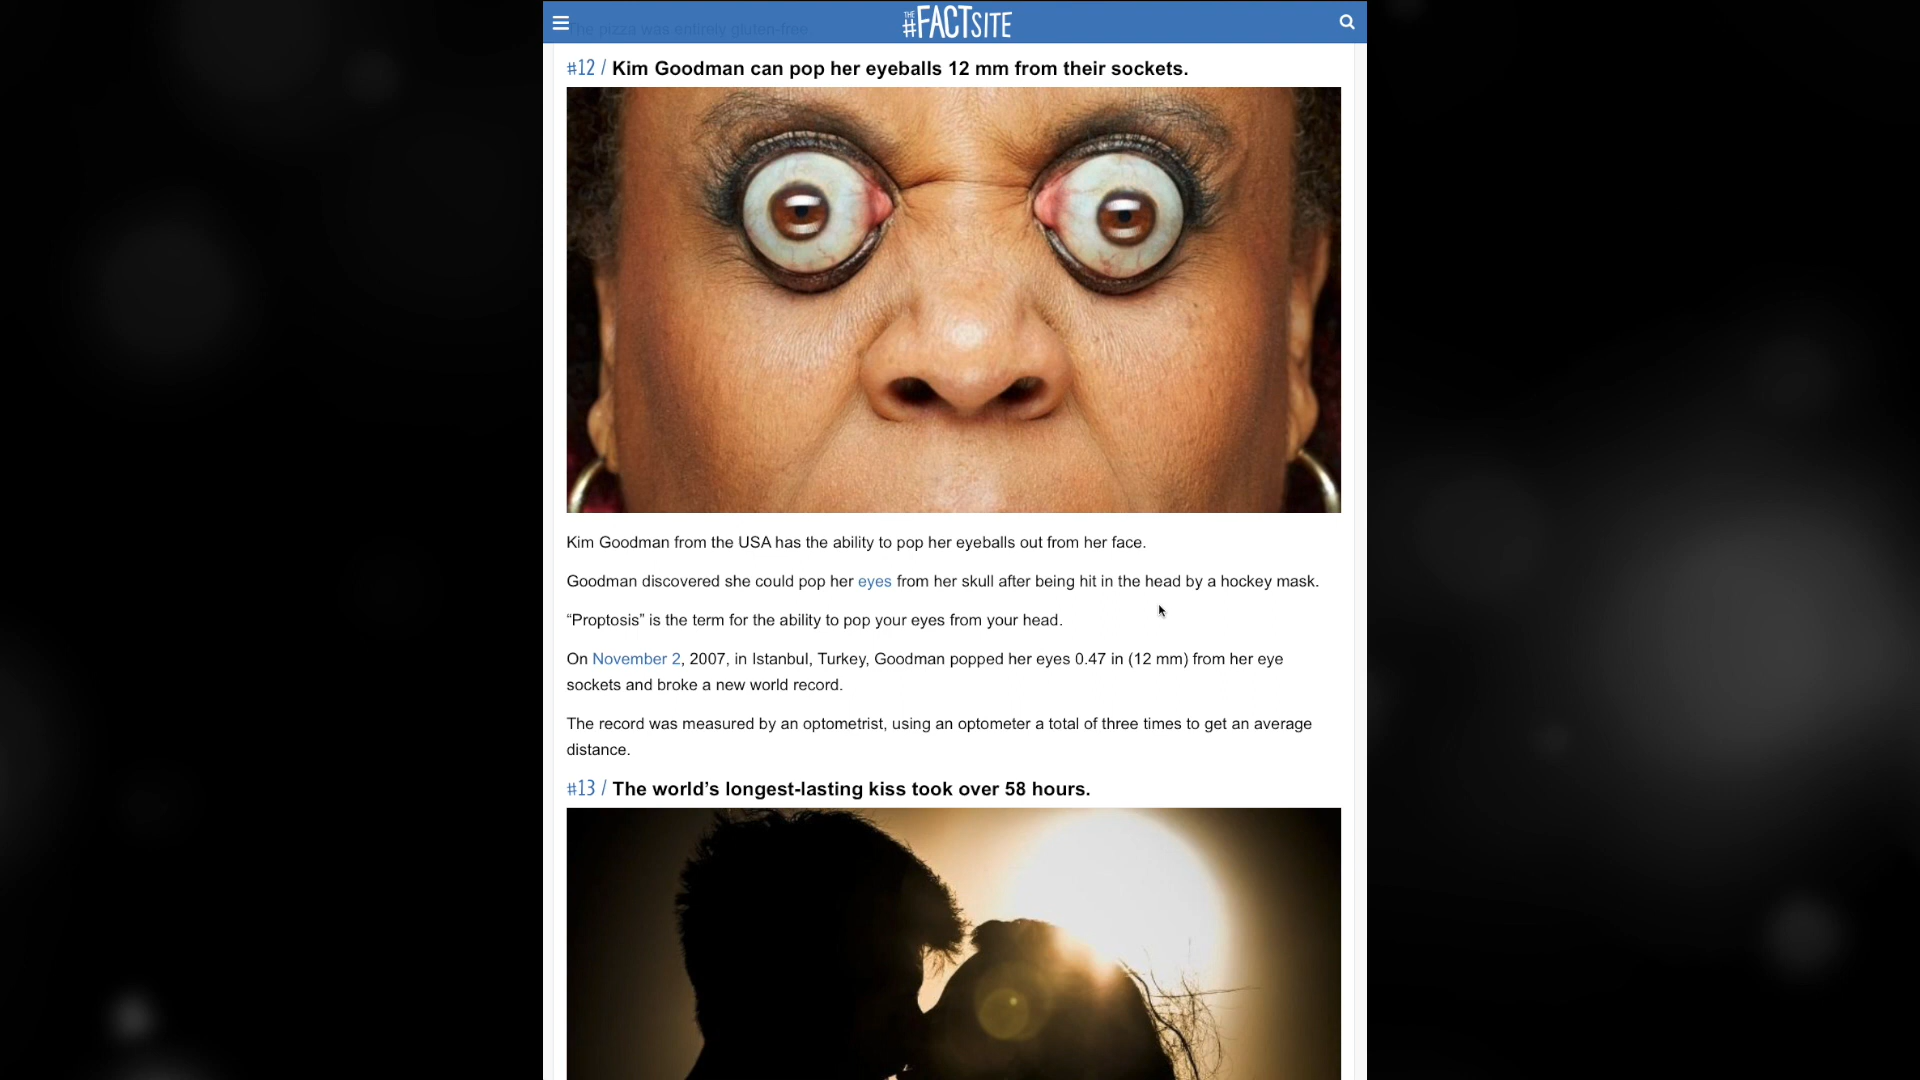 The pizza was entirely gluten-free
THE #FACTSITE
#12 / Kim Goodman can pop her eyeballs 12 mm from their sockets.
Kim Goodman from the USA has the ability to pop her eyeballs out from her face.
Goodman discovered she could pop her eyes from her skull after being hit in the head by a hockey mask.
“Proptosis” is the term for the ability to pop your eyes from your head.
On November 2, 2007, in Istanbul, Turkey, Goodman popped her eyes 0.47 in (12 mm) from her eye
sockets and broke a new world record.
The record was measured by an optometrist, using an optometer a total of three times to get an average
distance.
#13 / The world’s longest-lasting kiss took over 58 hours.